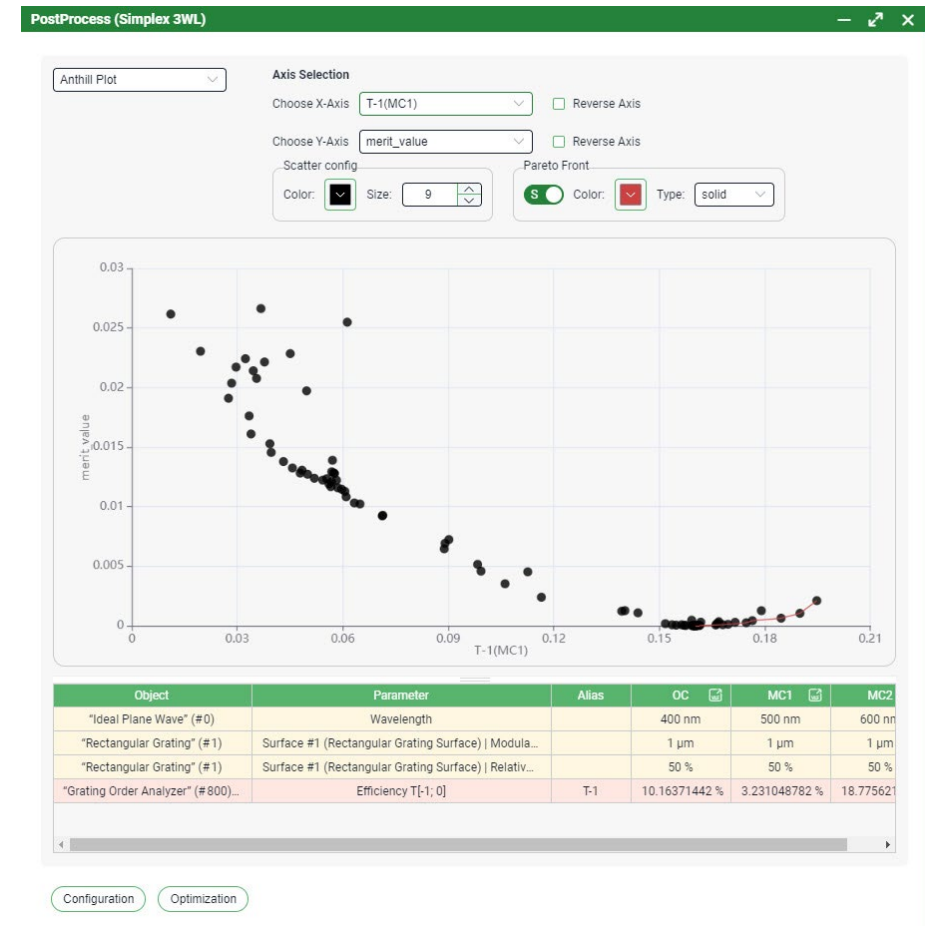 PostProcess (Simplex 3WL)
Anthill Plot
Axis Selection
Choose X-Axis T-1(MC1) Reverse Axis
Choose Y-Axis merit_value Reverse Axis
Scatter config Pareto Front
Color: Size: 9 S Color: Type: solid
0.03
0.025
0.02
0.015
0.01
0.005
0
merit_value
0 0.03 0.06 0.09 0.12 0.15 0.18 0.21
T-1(MC1)
Object Parameter Alias OC MC1 MC2
"Ideal Plane Wave" (#0) Wavelength 400 nm 500 nm 600 nn
"Rectangular Grating" (#1) Surface #1 (Rectangular Grating Surface) | Modula... 1 µm 1 µm 1 µm
"Rectangular Grating" (#1) Surface #1 (Rectangular Grating Surface) | Relativ... 50 % 50 % 50 %
"Grating Order Analyzer" (#800)... Efficiency T[-1; 0] T-1 10.16371442 % 3.231048782 % 18.775621
Configuration Optimization